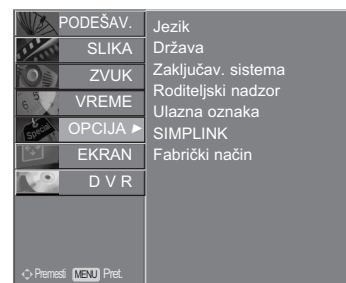 PODEŠAV.
SLIKA
ZVUK
VREME
OPCIJA ►
EKRAN
D V R
Jezik
Država
Zaključav. sistema
Roditeljski nadzor
Ulazna oznaka
SIMPLINK
Fabrički način
Premesti MENU Pret.